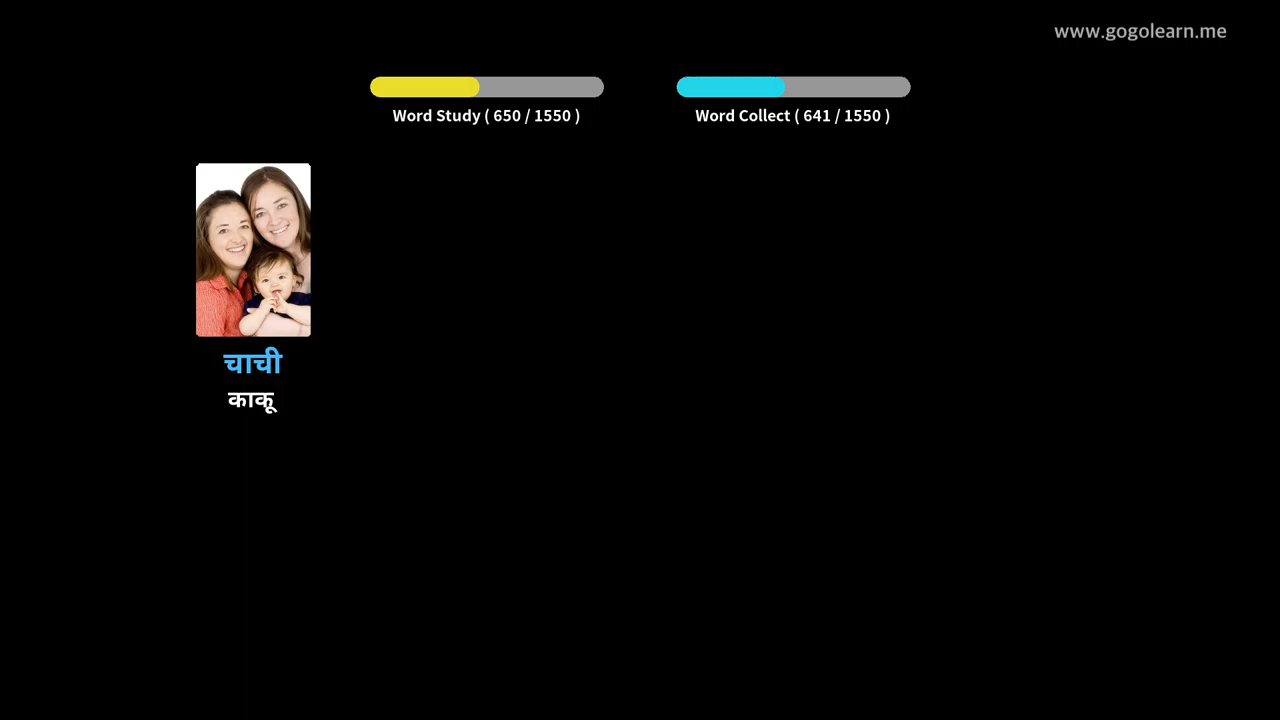 www.gogolearn.me
Word Study ( 650 / 1550 )
Word Collect ( 641 / 1550 )
चाची
काकू